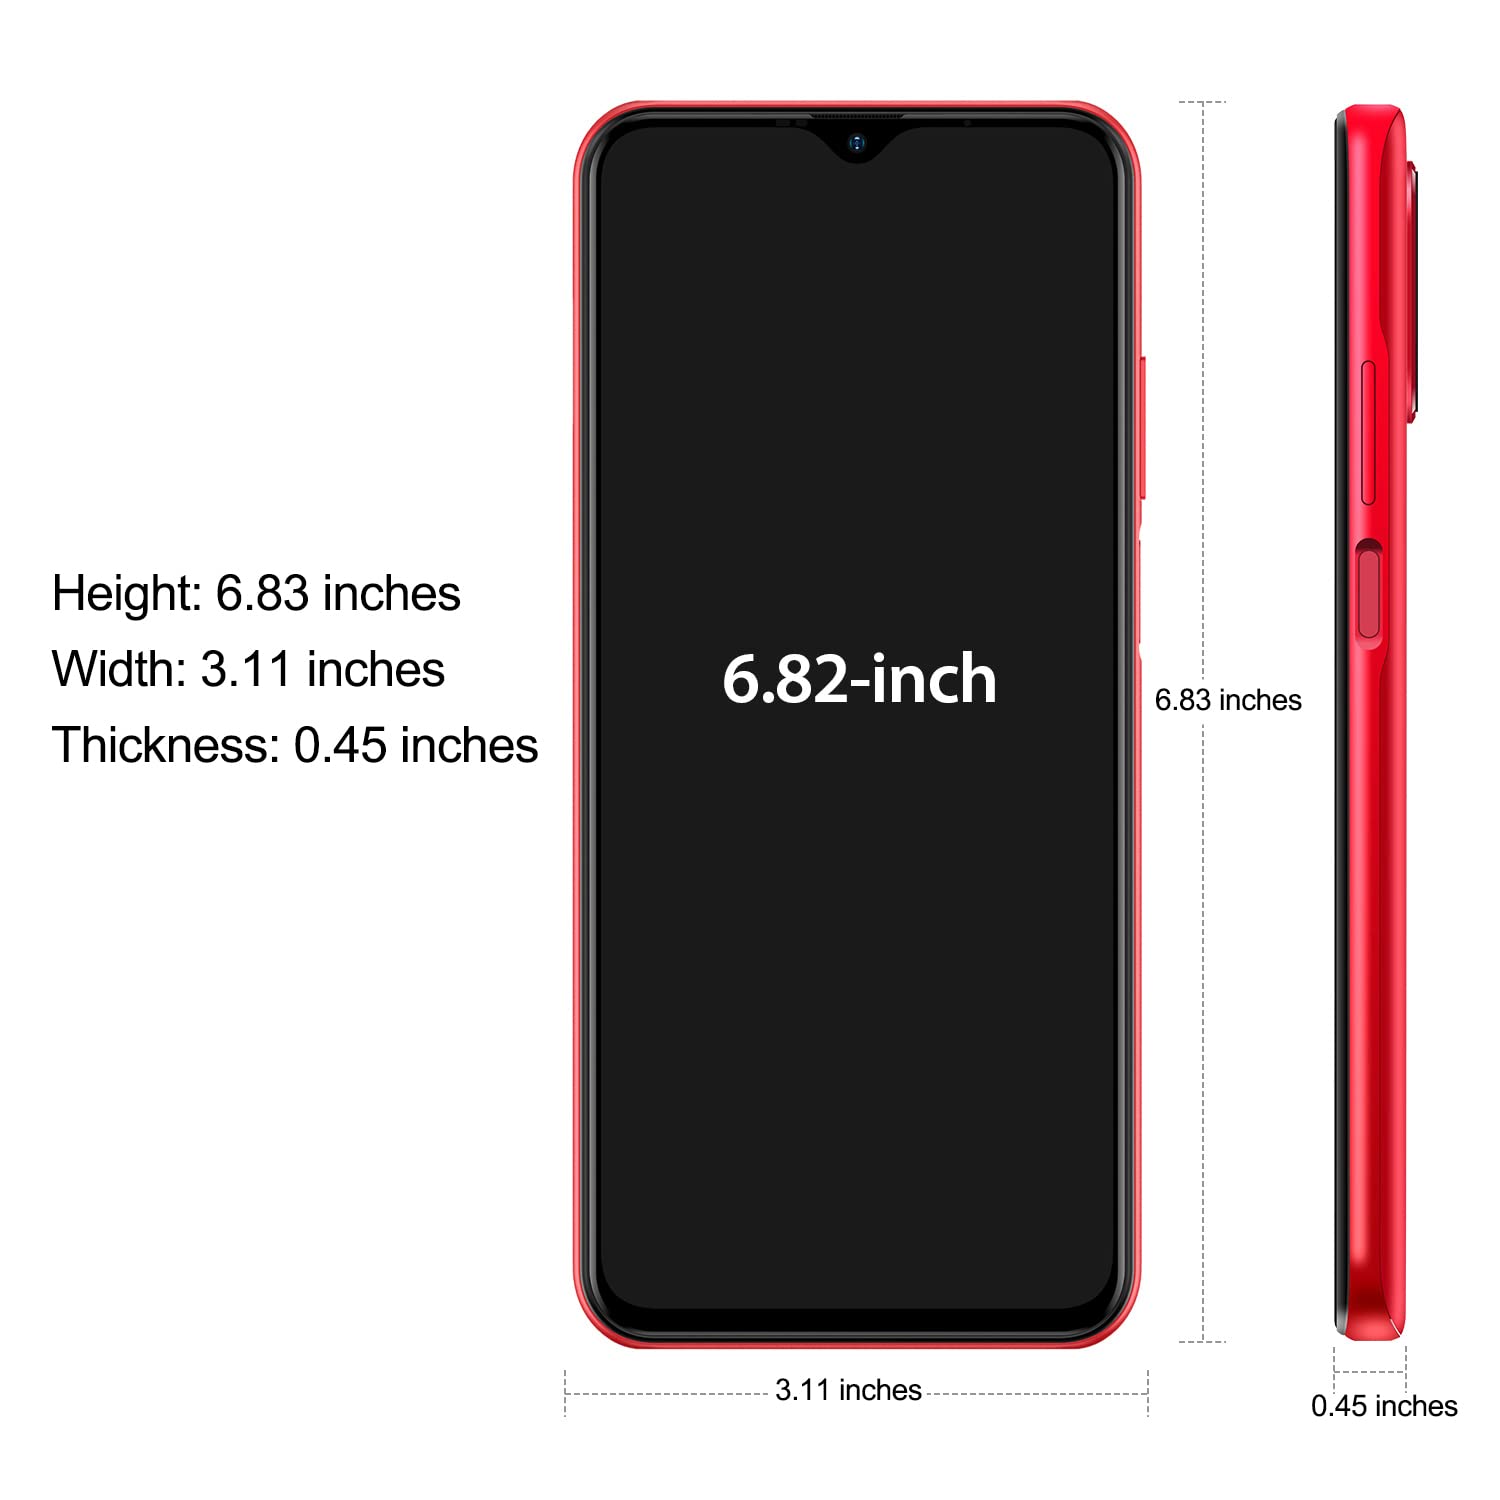 Height: 6.83 inches
Width: 3.11 inches
Thickness: 0.45 inches
6.82-inch
6.83 inches
3.11 inches
0.45 inches